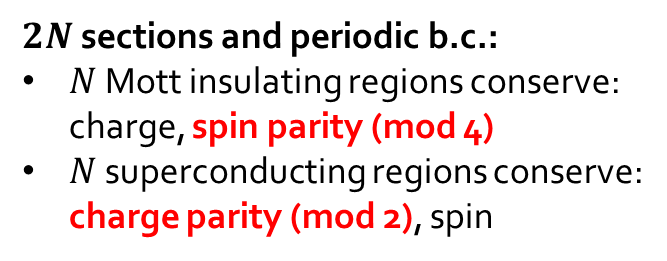 2N sections and periodic b.c.:
• N Mott insulating regions conserve:
charge, spin parity (mod 4)
• N superconducting regions conserve:
charge parity (mod 2), spin